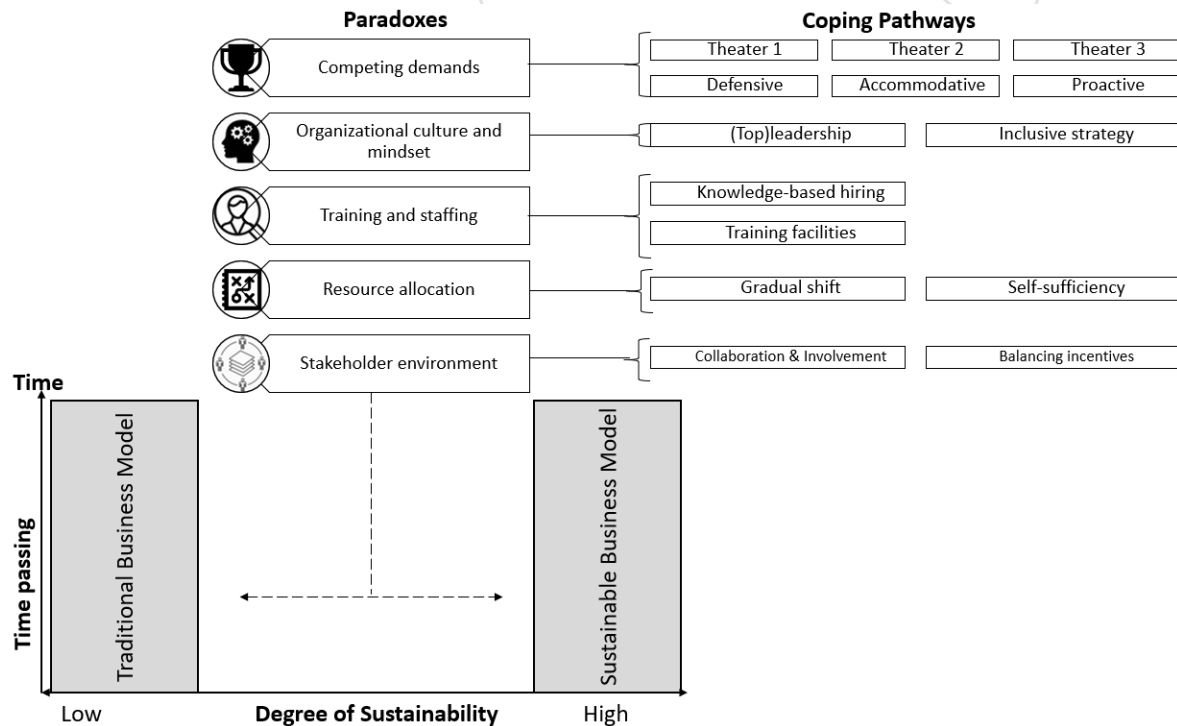 Paradoxes
Coping Pathways
Competing demands
Theater 1
Theater 2
Theater 3
Defensive
Accommodative
Proactive
Organizational culture and
mindset
(Top)leadership
Inclusive strategy
Training and staffing
Knowledge-based hiring
Training facilities
Resource allocation
Gradual shift
Self-sufficiency
Stakeholder environment
Collaboration & Involvement
Balancing incentives
Time
Time passing
Traditional Business Model
Sustainable Business Model
Low
Degree of Sustainability
High